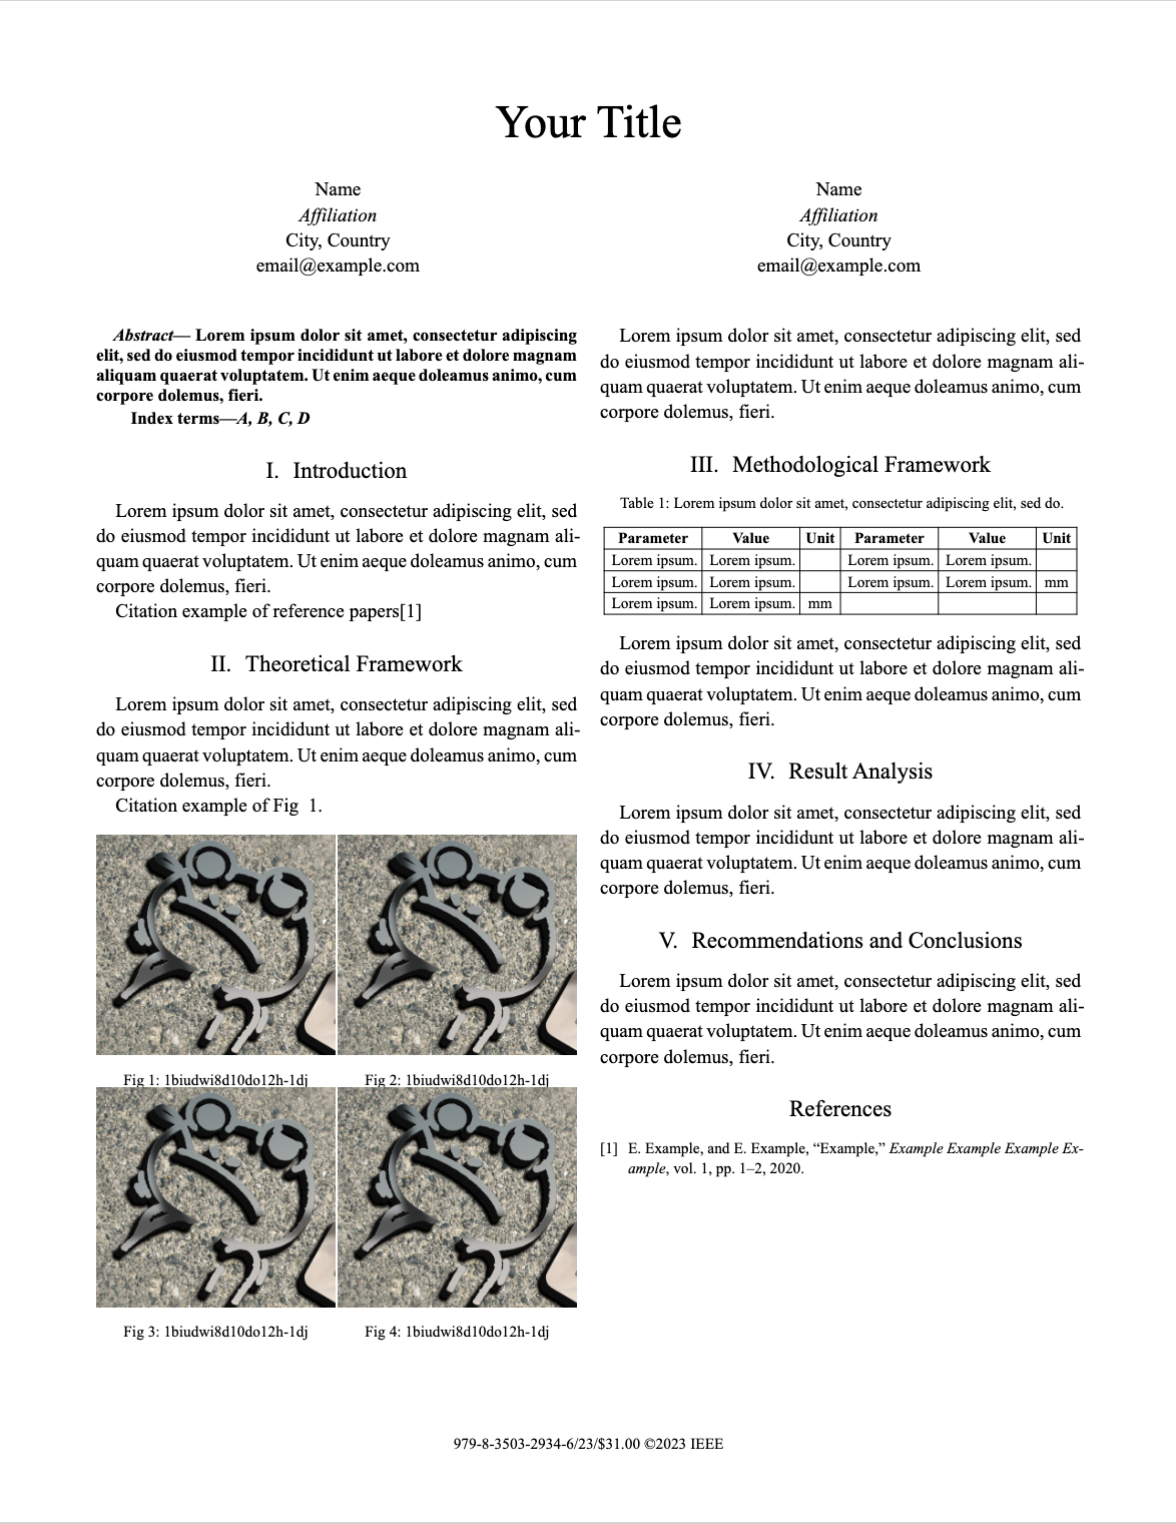 Your Title
Name
Affiliation
City, Country
email@example.com
Name
Affiliation
City, Country
email@example.com
Abstract— Lorem ipsum dolor sit amet, consectetur adipiscing
elit, sed do eiusmod tempor incididunt ut labore et dolore magnam
aliquam quaerat voluptatem. Ut enim aeque doleamus animo, cum
corpore dolemus, fieri.
Index terms—A, B, C, D
I. Introduction
Lorem ipsum dolor sit amet, consectetur adipiscing elit, sed
do eiusmod tempor incididunt ut labore et dolore magnam ali-
quam quaerat voluptatem. Ut enim aeque doleamus animo, cum
corpore dolemus, fieri.
Citation example of reference papers[1]
II. Theoretical Framework
Lorem ipsum dolor sit amet, consectetur adipiscing elit, sed
do eiusmod tempor incididunt ut labore et dolore magnam ali-
quam quaerat voluptatem. Ut enim aeque doleamus animo, cum
corpore dolemus, fieri.
Citation example of Fig 1.
Fig 1: 1biudwi8d10do12h-1dj Fig 2: 1biudwi8d10do12h-1dj
Fig 3: 1biudwi8d10do12h-1dj Fig 4: 1biudwi8d10do12h-1dj
Lorem ipsum dolor sit amet, consectetur adipiscing elit, sed
do eiusmod tempor incididunt ut labore et dolore magnam ali-
quam quaerat voluptatem. Ut enim aeque doleamus animo, cum
corpore dolemus, fieri.
III. Methodological Framework
Table 1: Lorem ipsum dolor sit amet, consectetur adipiscing elit, sed do.
Parameter Value Unit Parameter Value Unit
Lorem ipsum. Lorem ipsum. Lorem ipsum. Lorem ipsum.
Lorem ipsum. Lorem ipsum. Lorem ipsum. Lorem ipsum. mm
Lorem ipsum. Lorem ipsum. mm
Lorem ipsum dolor sit amet, consectetur adipiscing elit, sed
do eiusmod tempor incididunt ut labore et dolore magnam ali-
quam quaerat voluptatem. Ut enim aeque doleamus animo, cum
corpore dolemus, fieri.
IV. Result Analysis
Lorem ipsum dolor sit amet, consectetur adipiscing elit, sed
do eiusmod tempor incididunt ut labore et dolore magnam ali-
quam quaerat voluptatem. Ut enim aeque doleamus animo, cum
corpore dolemus, fieri.
V. Recommendations and Conclusions
Lorem ipsum dolor sit amet, consectetur adipiscing elit, sed
do eiusmod tempor incididunt ut labore et dolore magnam ali-
quam quaerat voluptatem. Ut enim aeque doleamus animo, cum
corpore dolemus, fieri.
References
[1] E. Example, and E. Example, “Example,” Example Example Example Ex-
ample, vol. 1, pp. 1–2, 2020.
979-8-3503-2934-6/23/$31.00 ©2023 IEEE